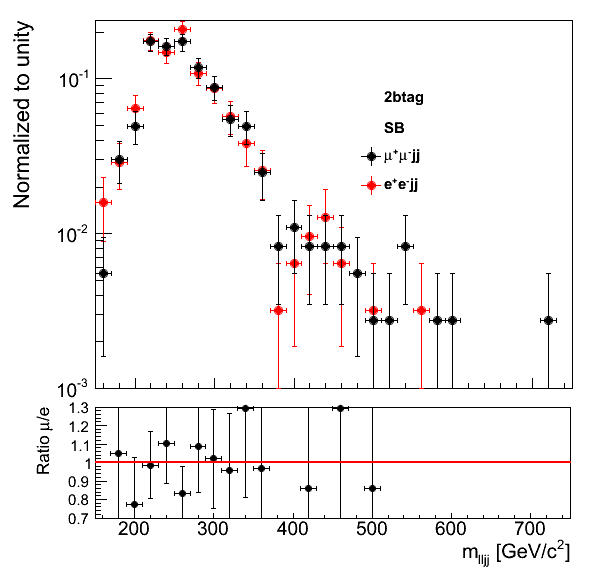 Normalized to unity
10⁻¹
10⁻²
10⁻³
2btag
SB
μ⁺μ⁻jj
e⁺e⁻jj
Ratio μ/e
1.3
1.2
1.1
1
0.9
0.8
0.7
200 300 400 500 600 700
m_lljj [GeV/c²]